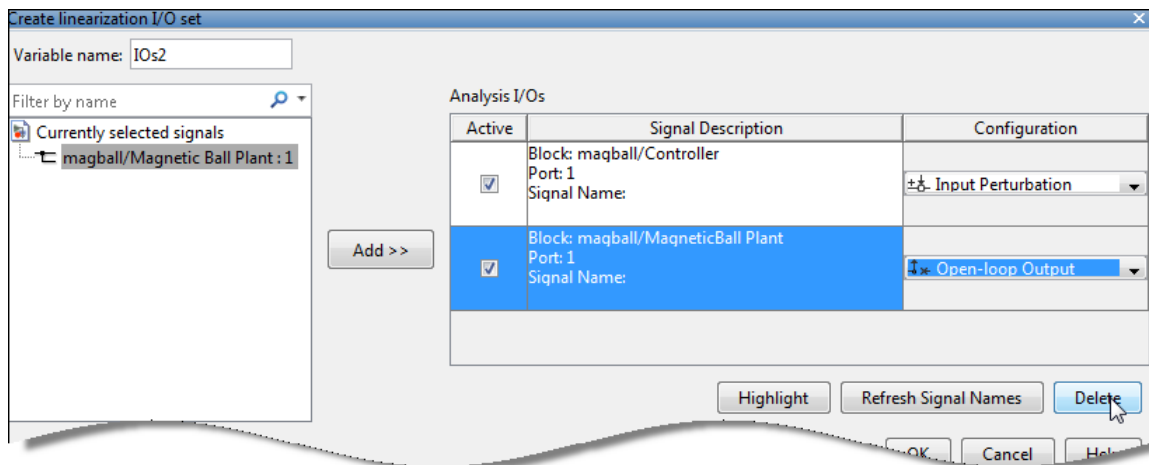 Create linearization I/O set
Variable name: IOs2
Filter by name
Currently selected signals
magball/Magnetic Ball Plant : 1
Add >>
Analysis I/Os
Active Signal Description Configuration
Block: magball/Controller
Port: 1
Signal Name:
Input Perturbation
Block: magball/MagneticBall Plant
Port: 1
Signal Name:
Open-loop Output
Highlight Refresh Signal Names Delete
OK Cancel Help